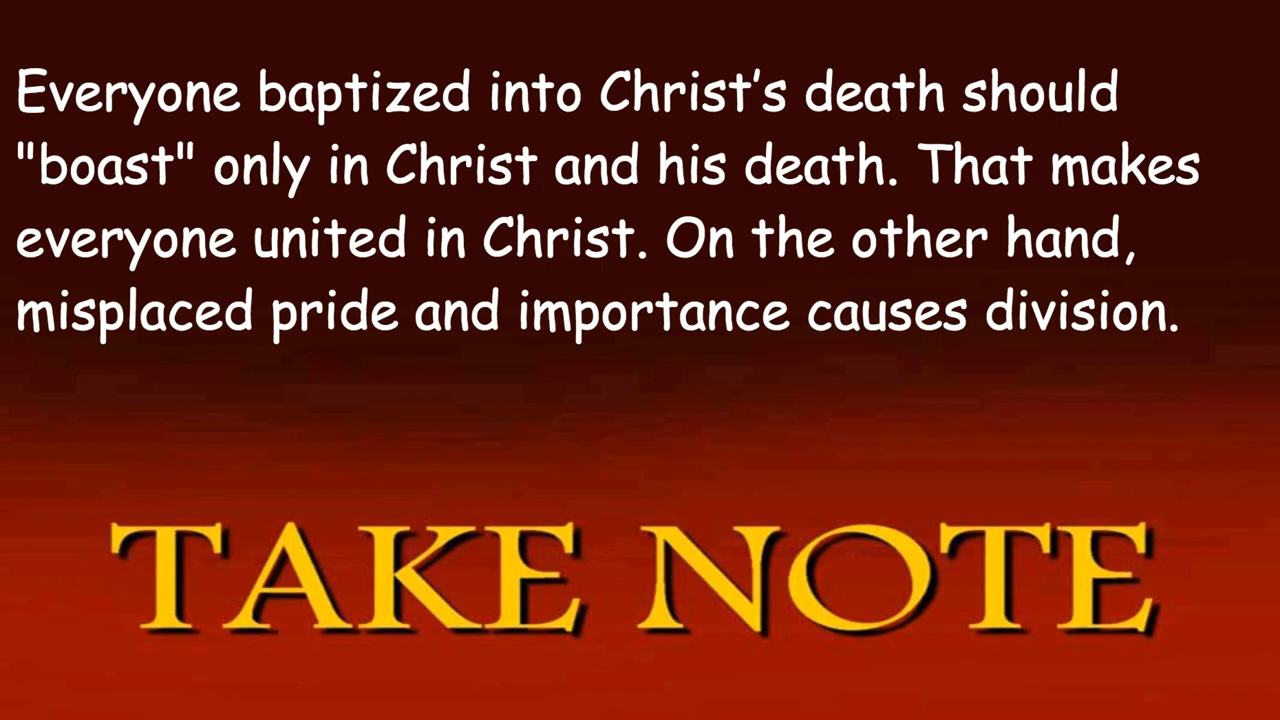 Everyone baptized into Christ’s death should
"boast" only in Christ and his death. That makes
everyone united in Christ. On the other hand,
misplaced pride and importance causes division.
TAKE NOTE